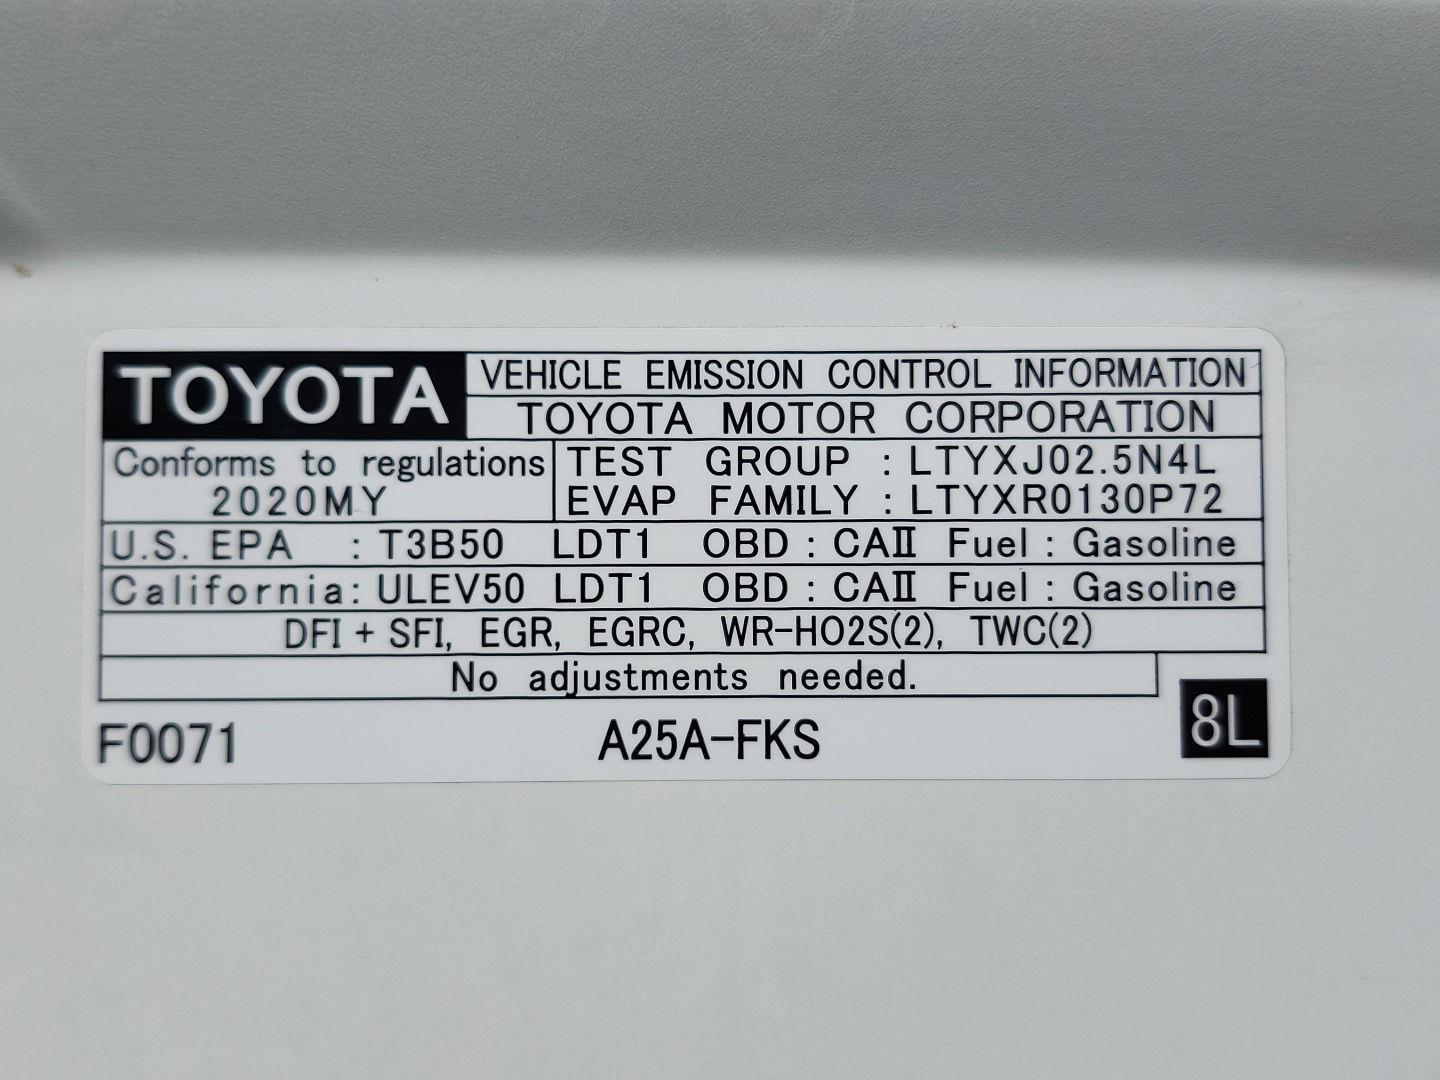 TOYOTA
VEHICLE EMISSION CONTROL INFORMATION
TOYOTA MOTOR CORPORATION
Conforms to regulations
2020MY
TEST GROUP : LTYXJ02.5N4L
EVAP FAMILY : LTYXR0130P72
U.S. EPA : T3B50 LDT1 OBD : CAⅡ Fuel : Gasoline
California: ULEV50 LDT1 OBD : CAⅡ Fuel : Gasoline
DFI + SFI, EGR, EGRC, WR-HO2S(2), TWC(2)
No adjustments needed.
F0071 A25A-FKS 8L